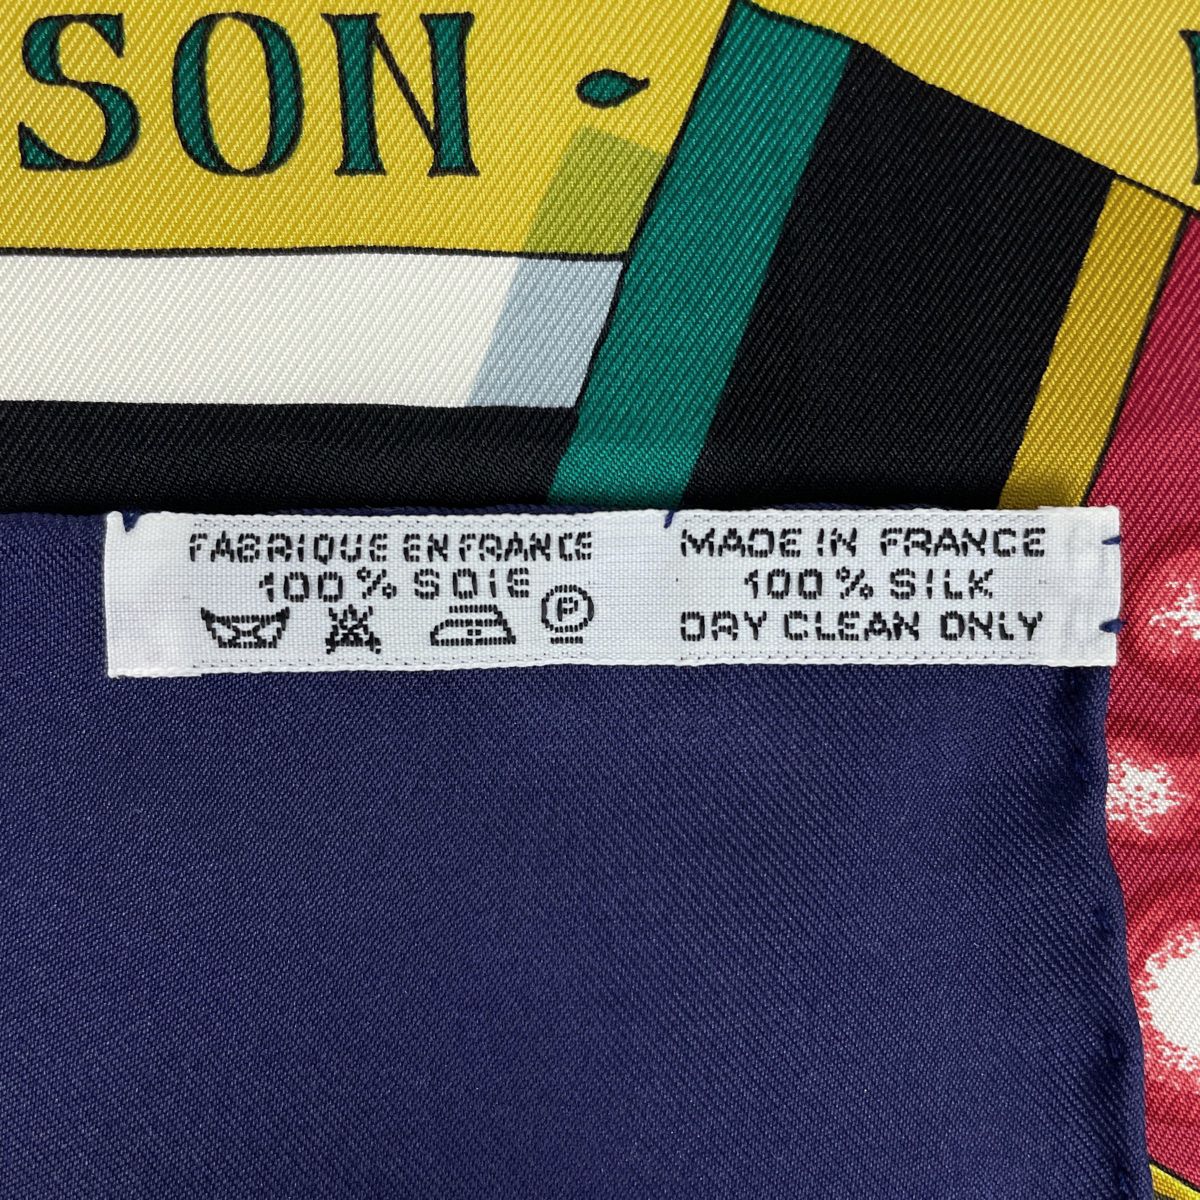 SON -
FABRIQUE EN FRANCE
100% SOIE
P
MADE IN FRANCE
100% SILK
DRY CLEAN ONLY